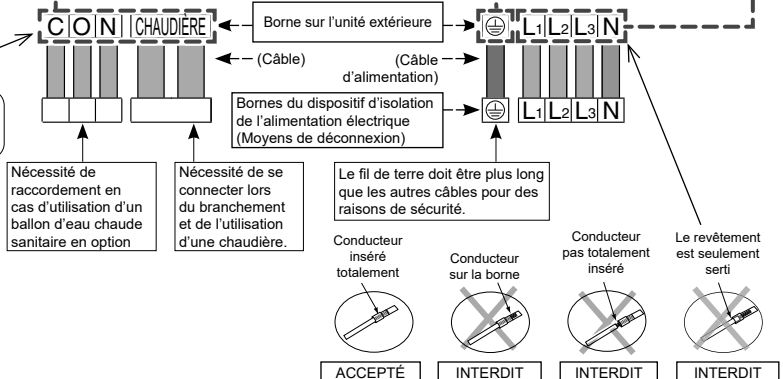 C O N CHAUDIÈRE
Borne sur l'unité extérieure
L1 L2 L3 N
(Câble)
(Câble
d'alimentation)
Bornes du dispositif d'isolation
de l'alimentation électrique
(Moyens de déconnexion)
L1 L2 L3 N
Nécessité de
raccordement en
cas d'utilisation d'un
ballon d'eau chaude
sanitaire en option
Nécessité de se
connecter lors
du branchement
et de l'utilisation
d'une chaudière.
Le fil de terre doit être plus long
que les autres câbles pour des
raisons de sécurité.
Conducteur
inséré
totalement
Conducteur
sur la borne
Conducteur
pas totalement
inséré
Le revêtement
est seulement
serti
ACCEPTÉ
INTERDIT
INTERDIT
INTERDIT